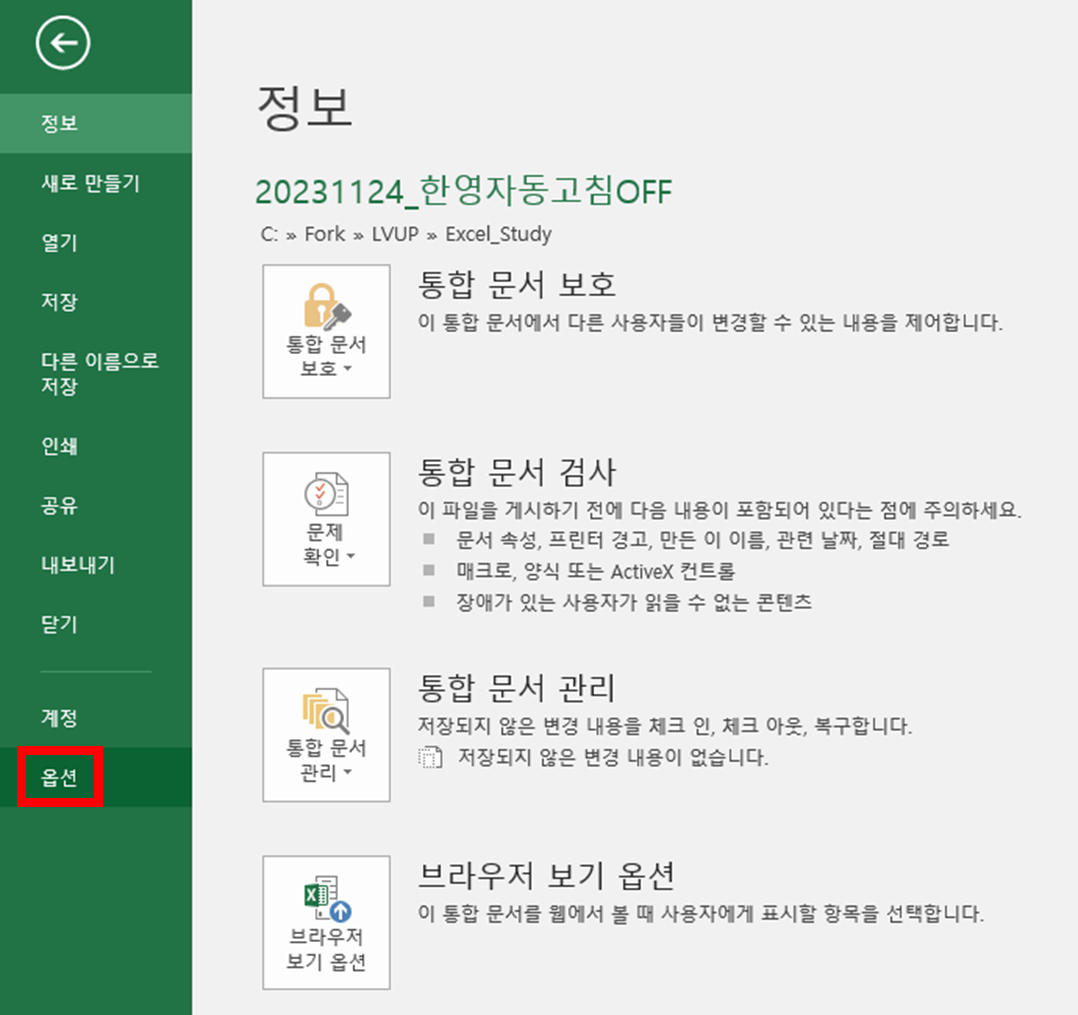 정보
새로 만들기
열기
저장
다른 이름으로
저장
인쇄
공유
내보내기
닫기
계정
옵션
정보
20231124_한영자동고침OFF
C: » Fork » LVUP » Excel_Study
통합 문서
보호
통합 문서 보호
이 통합 문서에서 다른 사용자들이 변경할 수 있는 내용을 제어합니다.
문제
확인
통합 문서 검사
이 파일을 게시하기 전에 다음 내용이 포함되어 있다는 점에 주의하세요.
문서 속성, 프린터 경고, 만든 이 이름, 관련 날짜, 절대 경로
매크로, 양식 또는 ActiveX 컨트롤
장애가 있는 사용자가 읽을 수 없는 콘텐츠
통합 문서
관리
통합 문서 관리
저장되지 않은 변경 내용을 체크 인, 체크 아웃, 복구합니다.
저장되지 않은 변경 내용이 없습니다.
브라우저
보기 옵션
브라우저 보기 옵션
이 통합 문서를 웹에서 볼 때 사용자에게 표시할 항목을 선택합니다.